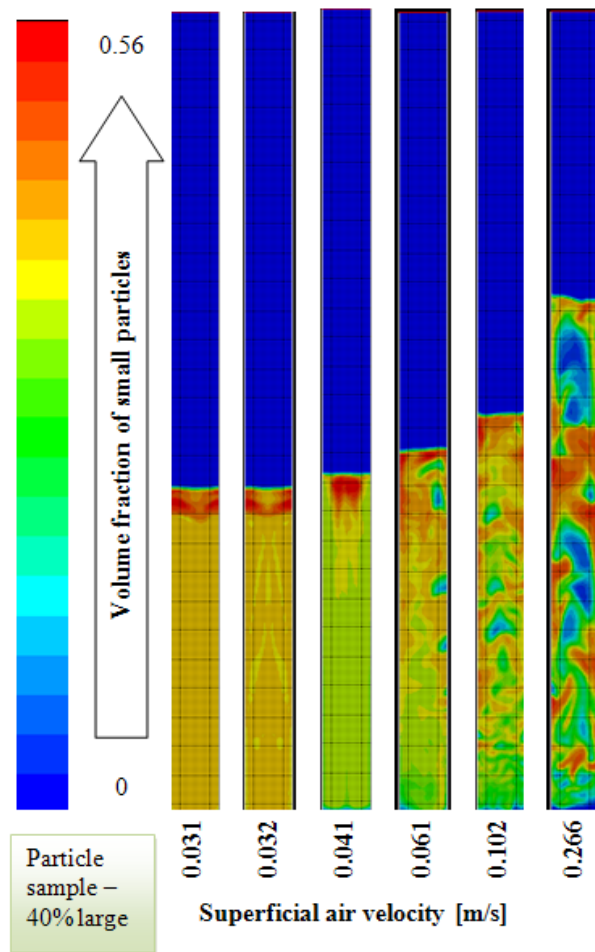 0.56
Volume fraction of small particles
0
0.031
0.032
0.041
0.061
0.102
0.266
Particle
sample –
40% large
Superficial air velocity [m/s]